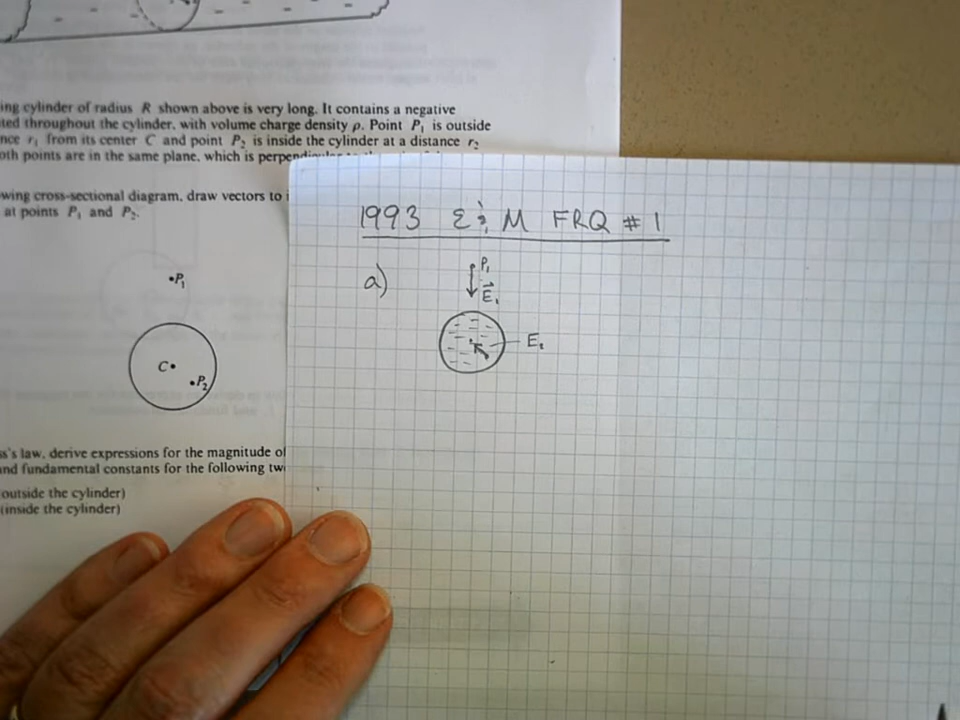 ing cylinder of radius R shown above is very long. It contains a negative
ted throughout the cylinder, with volume charge density ρ. Point P₁ is outside
nce r₁ from its center C and point P₂ is inside the cylinder at a distance r₂
oth points are in the same plane, which is
wing cross-sectional diagram, draw vectors to
at points P₁ and P₂.
•P₁
C•
•P₂
s's law, derive expressions for the magnitude of
nd fundamental constants for the following
outside the cylinder)
(inside the cylinder)
1993 E & M FRQ # 1
a)
P₁
E⃗₁
E₂